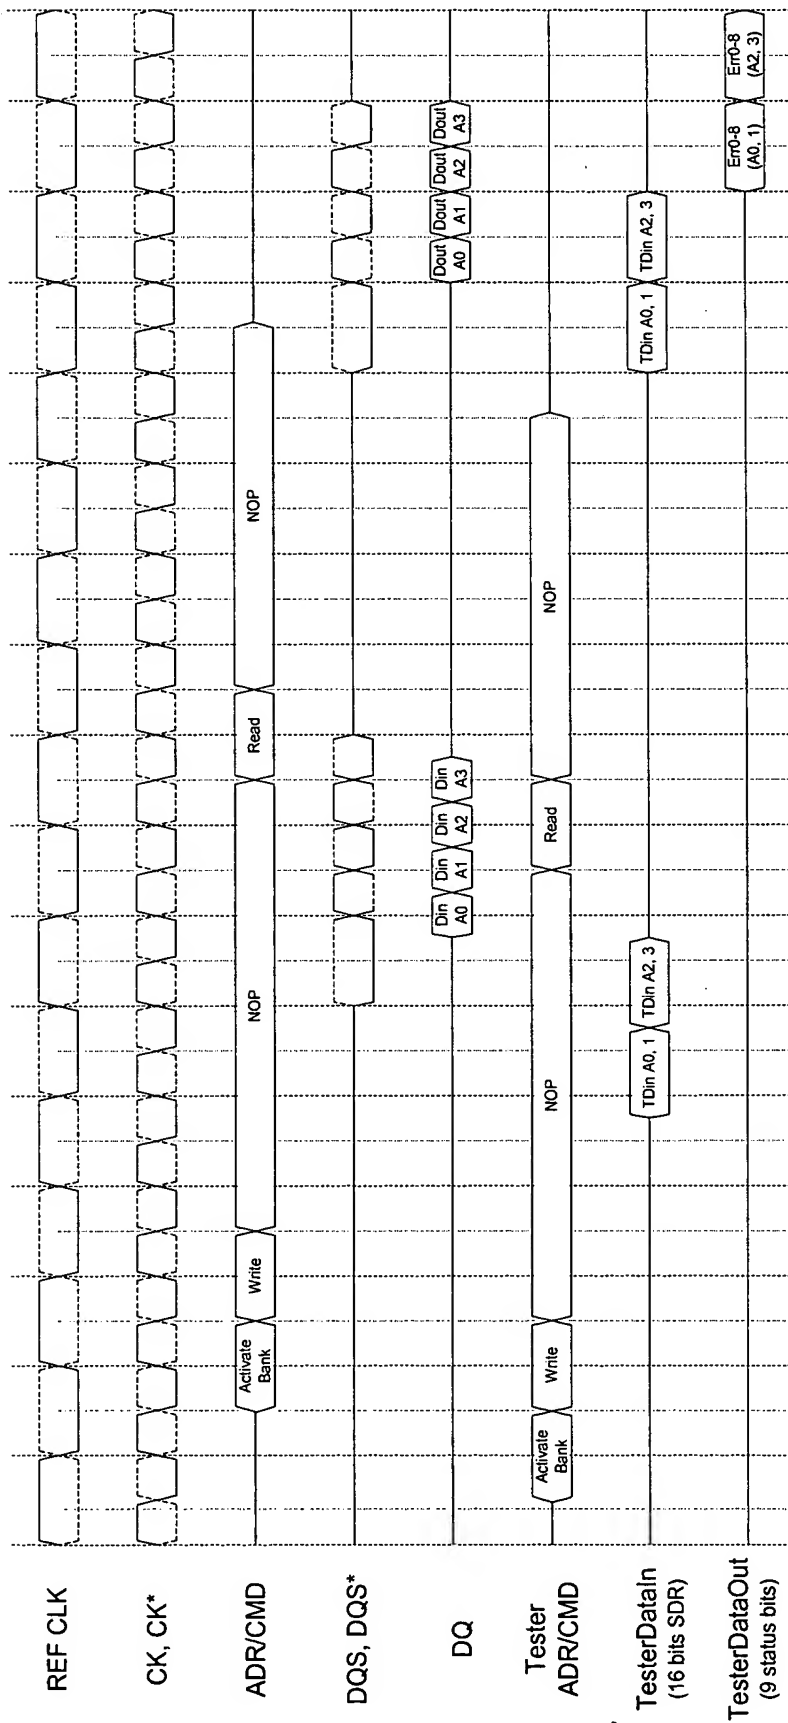 REF CLK
CK, CK*
ADR/CMD
Activate
Bank
Write
NOP
Read
NOP
DQS, DQS*
DQ
Din
A0
Din
A1
Din
A2
Din
A3
Dout
A0
Dout
A1
Dout
A2
Dout
A3
Tester
ADR/CMD
Activate
Bank
Write
NOP
Read
NOP
TesterDataIn
(16 bits SDR)
TDin A0, 1
TDin A2, 3
TDin A0, 1
TDin A2, 3
TesterDataOut
(9 status bits)
Err0-8
(A0, 1)
Err0-8
(A2, 3)